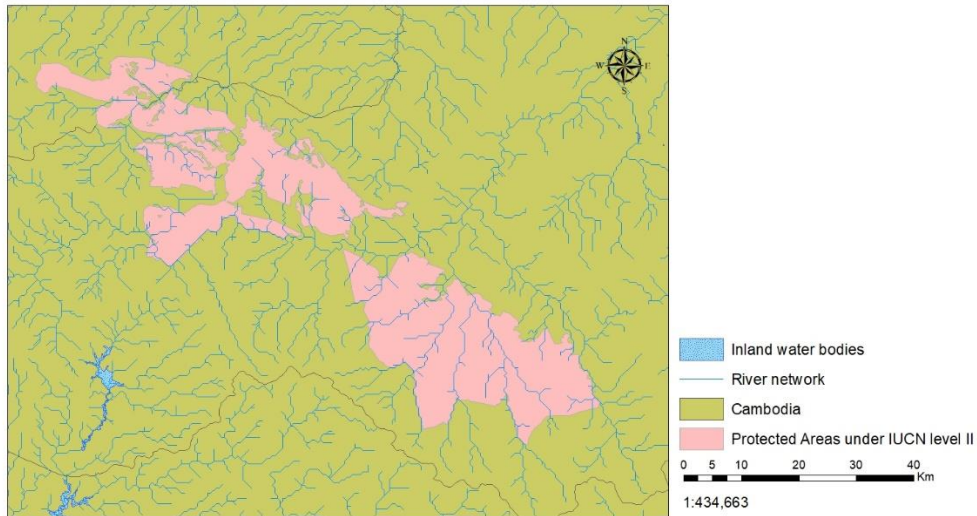 N
W E
S
Inland water bodies
River network
Cambodia
Protected Areas under IUCN level II
0 5 10 20 30 40
Km
1:434,663